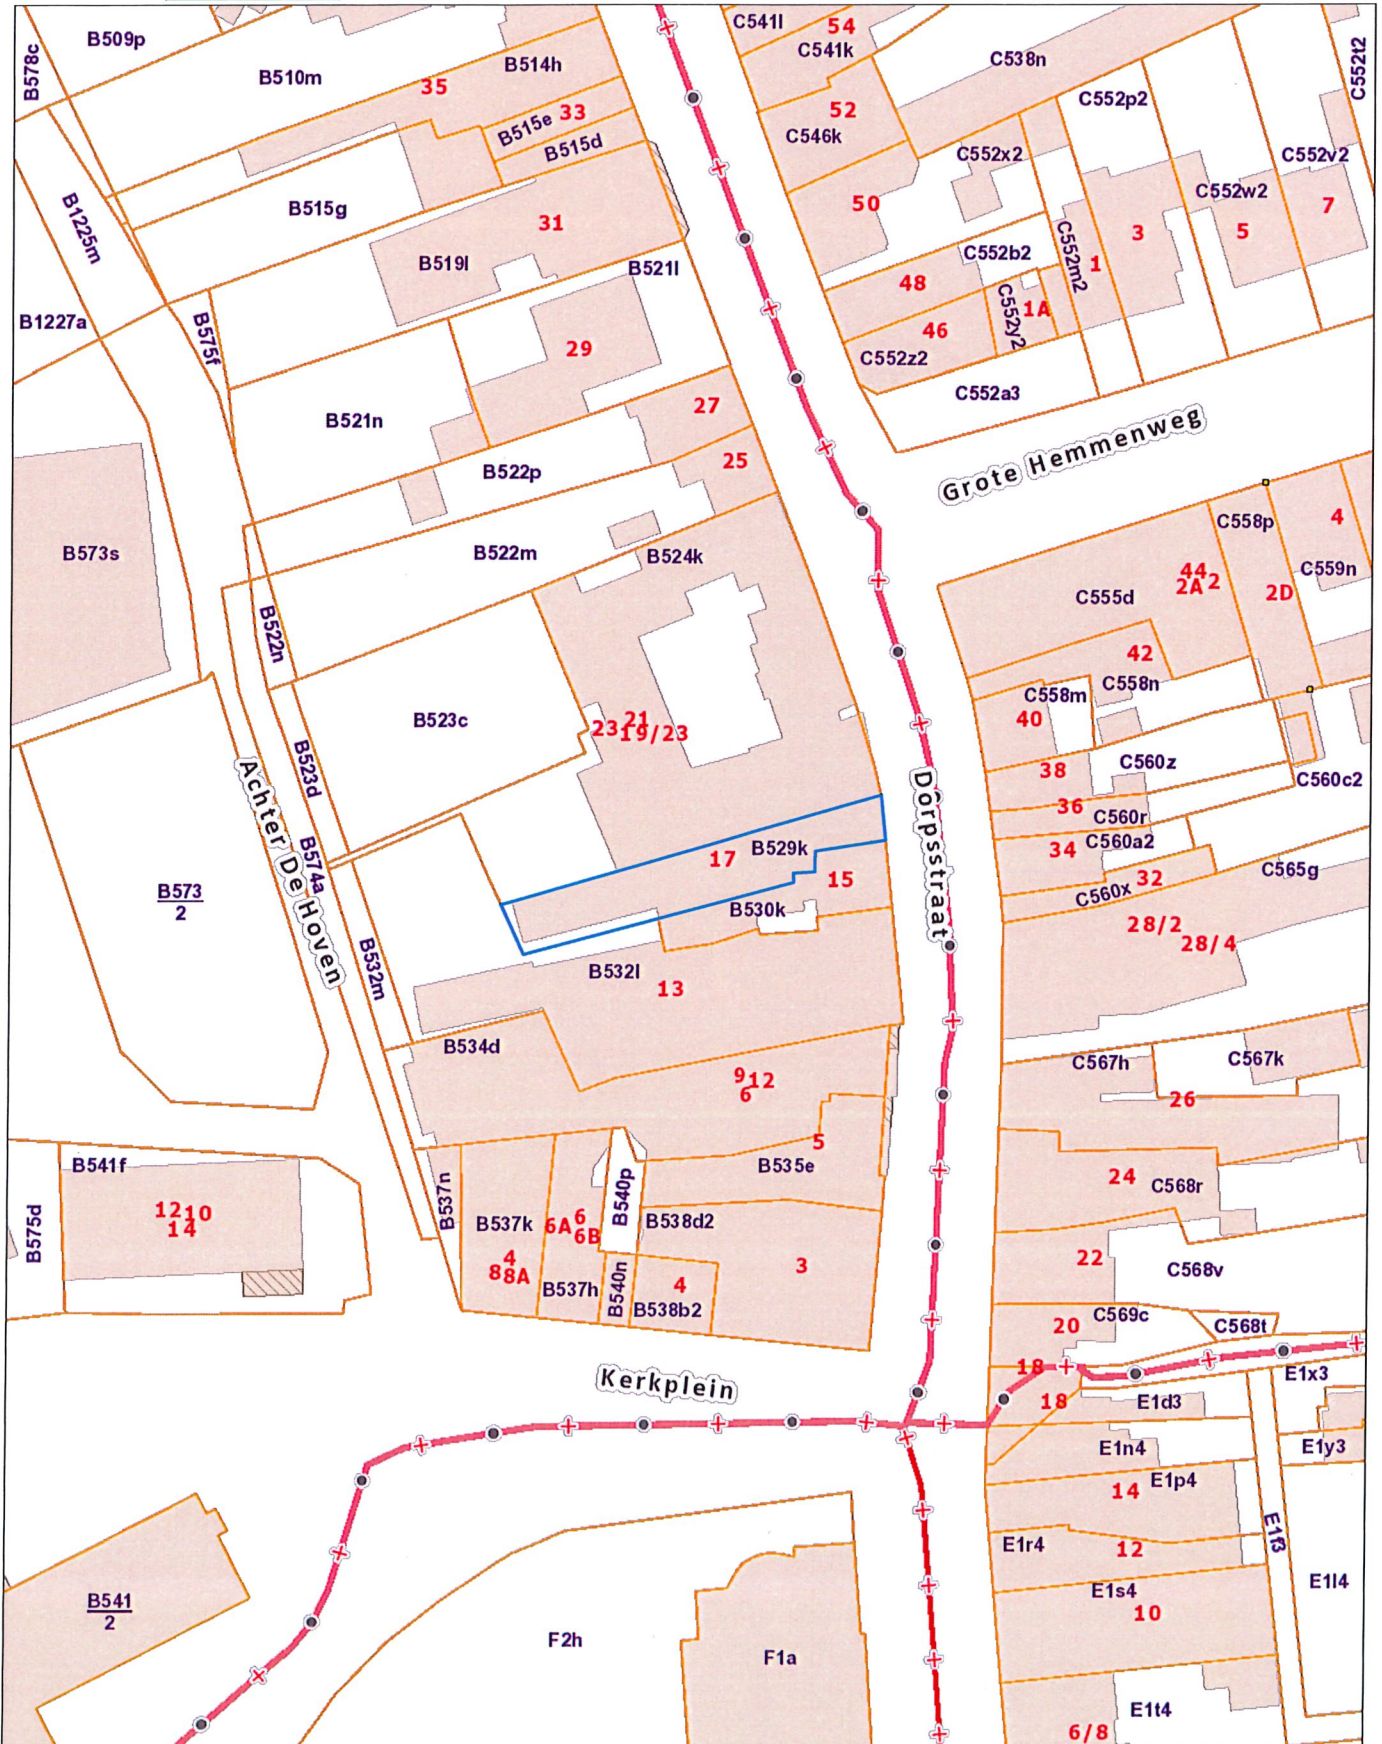 B578c
B509p
B510m
35
B514h
B515e 33
B515d
C541l
54
C541k
C538n
C552t2
52
C546k
C552p2
C552x2
C552v2
C552w2
B1225m
B515g
31
B519l
B521l
50
C552b2
C552m2
1
3
5
7
48
C552y2
1A
46
C552z2
C552a3
B1227a
B575f
29
B521n
27
B522p
25
Grote Hemmenweg
B573s
B522m
B524k
C558p
4
C559n
44
2A 2
C555d
2D
B522n
42
C558n
C558m
40
B523c
21
23 19/23
Achter De Hoven
B523d
B574a
Dorpsstraat
38
C560z
C560c2
36
C560r
C560a2
34
17
B529k
15
B530k
32
C560x
C565g
28/2
28/4
B573
2
B532m
B532l
13
B534d
9 12
6
C567h
C567k
26
5
B535e
24
C568r
B541f
12 10
14
B575d
B537n
B537k
4
8 8A
6
6A
6B
B537h
B540p
B540n
B538d2
4
B538b2
3
22
C568v
C569c
20
C568t
18
18
E1x3
E1d3
Kerkplein
E1n4
E1y3
E1p4
14
E1r4
12
E1f3
E1l4
E1s4
10
B541
2
F2h
F1a
E1t4
6/8